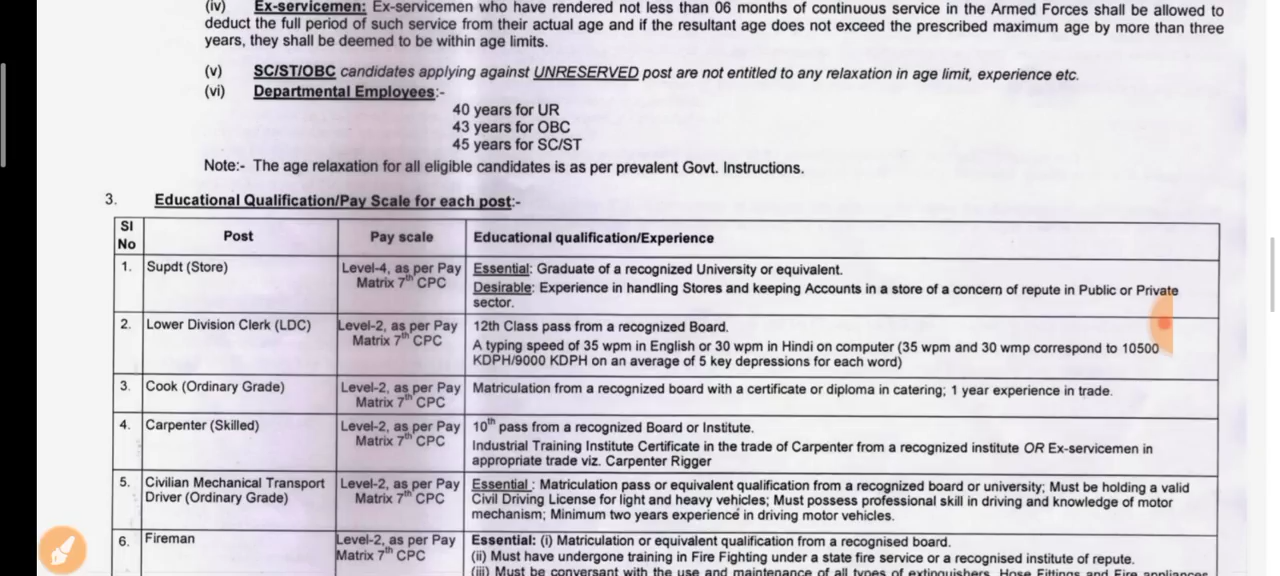 (iv) Ex-servicemen: Ex-servicemen who have rendered not less than 06 months of continuous service in the Armed Forces shall be allowed to
deduct the full period of such service from their actual age and if the resultant age does not exceed the prescribed maximum age by more than three
years, they shall be deemed to be within age limits.
(v) SC/ST/OBC candidates applying against UNRESERVED post are not entitled to any relaxation in age limit, experience etc.
(vi) Departmental Employees:-
40 years for UR
43 years for OBC
45 years for SC/ST
Note:- The age relaxation for all eligible candidates is as per prevalent Govt. Instructions.
3. Educational Qualification/Pay Scale for each post:-
Sl No Post Pay scale Educational qualification/Experience
1. Supdt (Store) Level-4, as per Pay Essential: Graduate of a recognized University or equivalent.
Matrix 7th CPC Desirable: Experience in handling Stores and keeping Accounts in a store of a concern of repute in Public or Private
sector.
2. Lower Division Clerk (LDC) Level-2, as per Pay 12th Class pass from a recognized Board.
Matrix 7th CPC A typing speed of 35 wpm in English or 30 wpm in Hindi on computer (35 wpm and 30 wmp correspond to 10500
KDPH/9000 KDPH on an average of 5 key depressions for each word)
3. Cook (Ordinary Grade) Level-2, as per Pay Matriculation from a recognized board with a certificate or diploma in catering; 1 year experience in trade.
Matrix 7th CPC
4. Carpenter (Skilled) Level-2, as per Pay 10th pass from a recognized Board or Institute.
Matrix 7th CPC Industrial Training Institute Certificate in the trade of Carpenter from a recognized institute OR Ex-servicemen in
appropriate trade viz. Carpenter Rigger
5. Civilian Mechanical Transport Level-2, as per Pay Essential : Matriculation pass or equivalent qualification from a recognized board or university; Must be holding a valid
Driver (Ordinary Grade) Matrix 7th CPC Civil Driving License for light and heavy vehicles; Must possess professional skill in driving and knowledge of motor
mechanism; Minimum two years experience in driving motor vehicles.
6. Fireman Level-2, as per Pay Essential: (i) Matriculation or equivalent qualification from a recognised board.
Matrix 7th CPC (ii) Must have undergone training in Fire Fighting under a state fire service or a recognised institute of repute.
(iii) Must be conversant with the use and maintenance of all types of extinguishers, Hose Fittings and Fire appliances